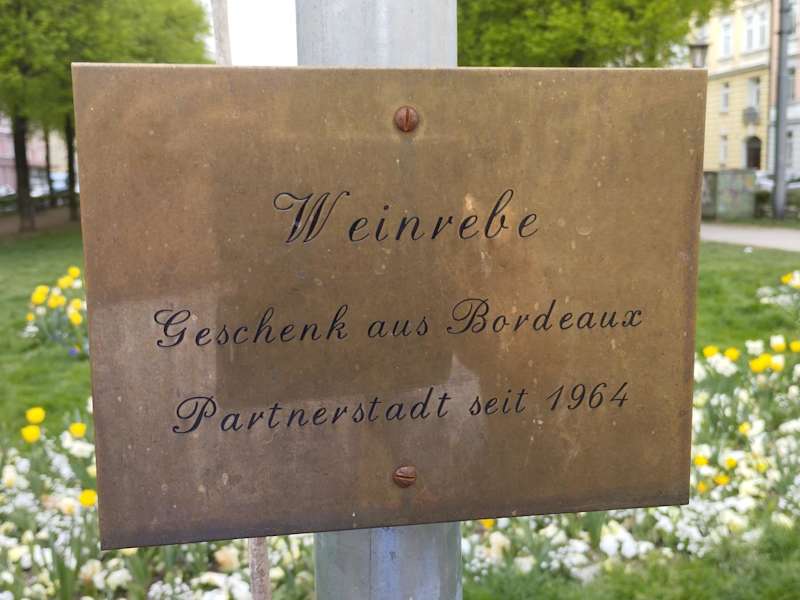 Weinrebe
Geschenk aus Bordeaux
Partnerstadt seit 1964